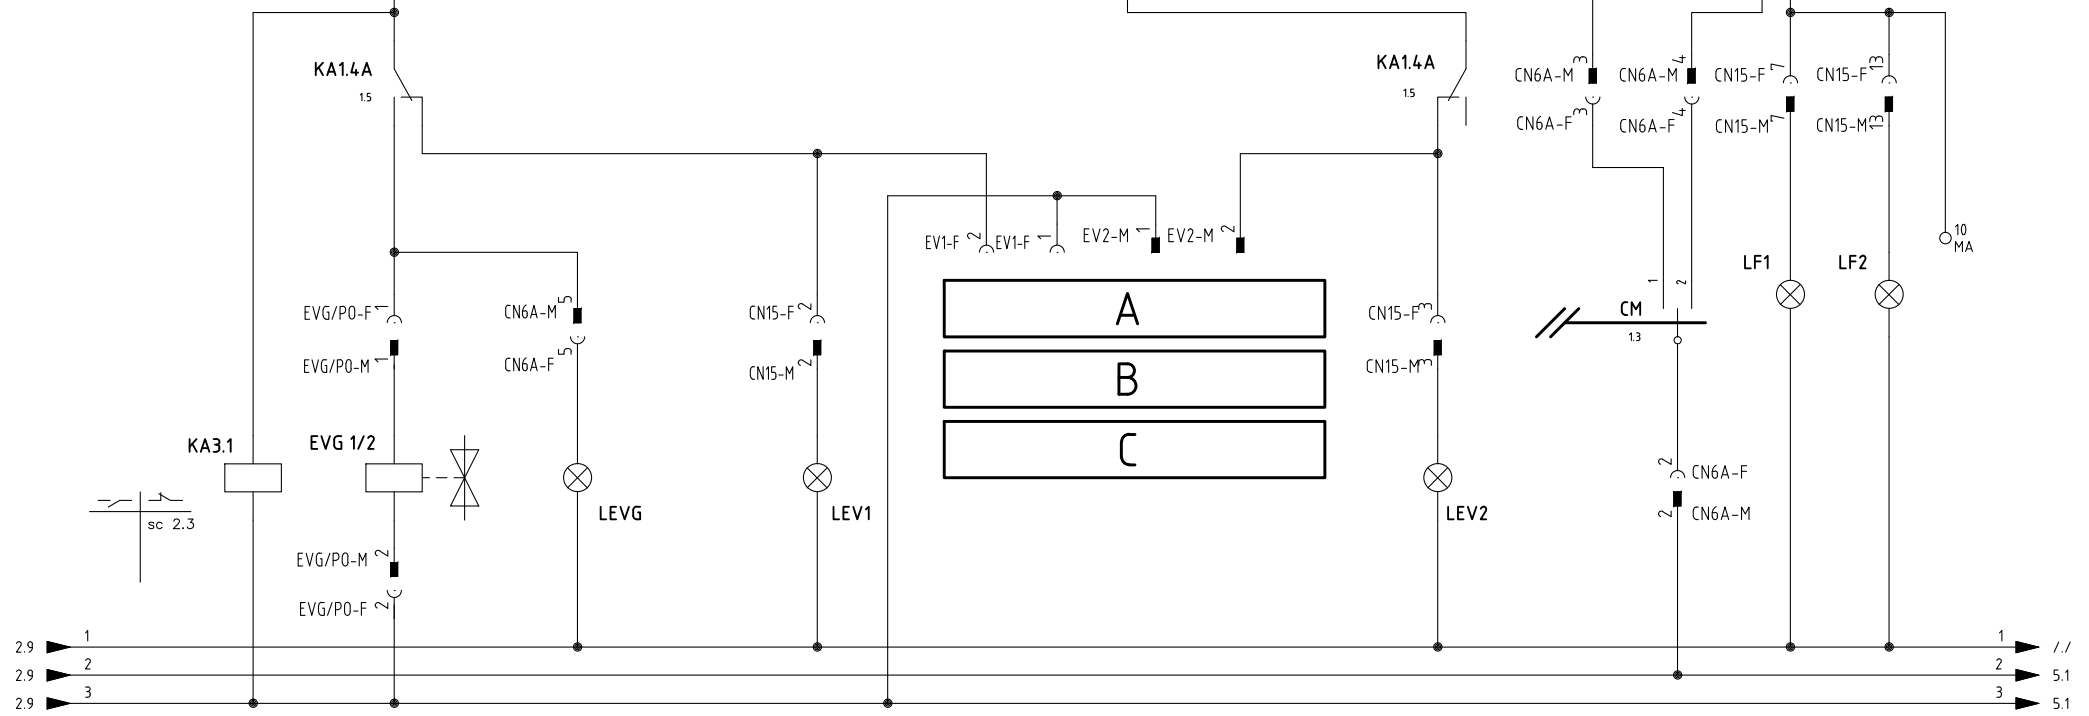 KA1.4A
1.5
KA1.4A
1.5
CN6A-M 3
CN6A-M 4
CN15-F 7
CN15-F 13
CN6A-F 3
CN6A-F 4
CN15-M 7
CN15-M 13
EV1-F 2
EV1-F 1
EV2-M 1
EV2-M 2
10
MA
LF1
LF2
1
2
EVG/PO-F 1
CN6A-M 5
CN15-F 2
A
CN15-F 3
CM
1.3
EVG/PO-M 1
CN6A-F 5
CN15-M 2
B
CN15-M 3
KA3.1
EVG 1/2
C
2 CN6A-F
LEVG
LEV1
LEV2
2 CN6A-M
sc 2.3
EVG/PO-M 2
EVG/PO-F 2
2.9 1
1 /./
2.9 2
2 5.1
2.9 3
3 5.1